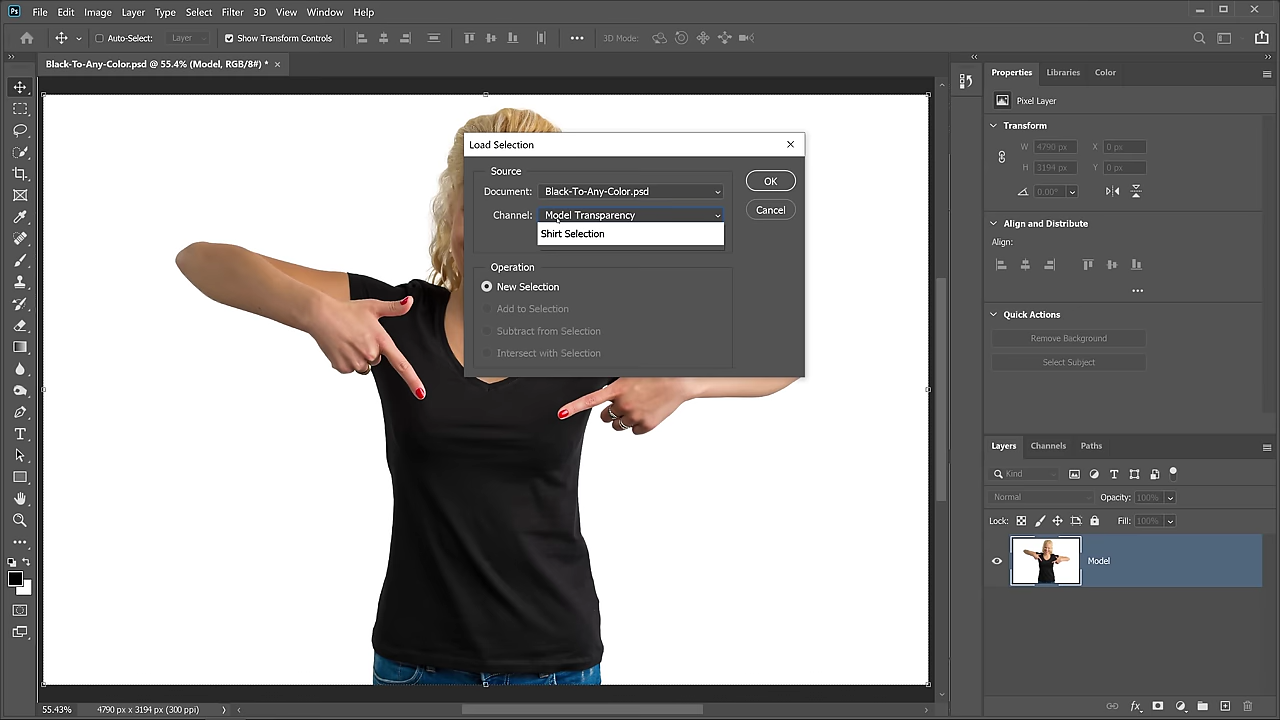 Ps File Edit Image Layer Type Select Filter 3D View Window Help
Auto-Select: Layer Show Transform Controls 3D Mode:
Black-To-Any-Color.psd @ 55.4% (Model, RGB/8#) *
Load Selection
Source
Document: Black-To-Any-Color.psd
Channel: Model Transparency
Shirt Selection
OK
Cancel
Operation
New Selection
Add to Selection
Subtract from Selection
Intersect with Selection
Properties Libraries Color
Pixel Layer
Transform
W 4790 px X 0 px
H 3194 px Y 0 px
0.00°
Align and Distribute
Align:
Quick Actions
Remove Background
Select Subject
Layers Channels Paths
Kind
Normal Opacity: 100%
Lock: Fill: 100%
Model
55.43% 4790 px x 3194 px (300 ppi)